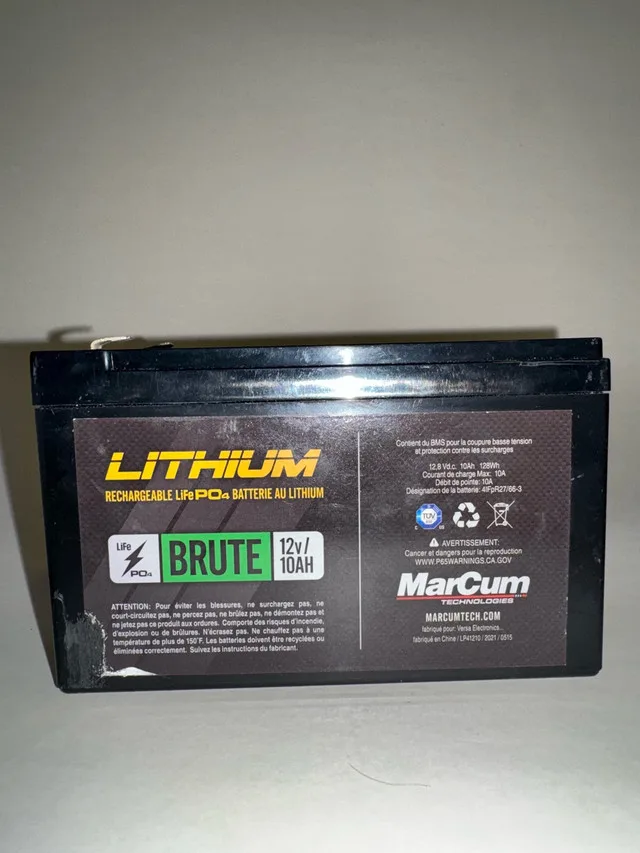 LITHIUM
RECHARGEABLE LiFePO4 BATTERIE AU LITHIUM
LiFe
PO4
BRUTE
12v/
10AH
ATTENTION: Pour éviter les blessures, ne surchargez pas, ne
court-circuitez pas, ne percez pas, ne brûlez pas, ne démontez pas et
ne jetez pas ce produit aux ordures. Comporte des risques d'incendie,
d'explosion ou de brûlures. N'écrasez pas. Ne chauffez pas à une
température de plus de 150°F. Les batteries doivent être recyclées ou
éliminées correctement. Suivez les instructions du fabricant.
Contient du BMS pour la coupure basse tension
et protection contre les surcharges
12,8 Vd.c. 10Ah 128Wh
Courant de charge Max: 10A
Débit de pointe: 10A
Désignation de la batterie: 4IFpR27/66-3
TÜV
C US
AVERTISSEMENT:
Cancer et dangers pour la reproduction
WWW.P65WARNINGS.CA.GOV
MarCum
TECHNOLOGIES
MARCUMTECH.COM
fabriqué pour: Versa Electronics...
fabriqué en Chine / LP41210 / 2021 / 0515